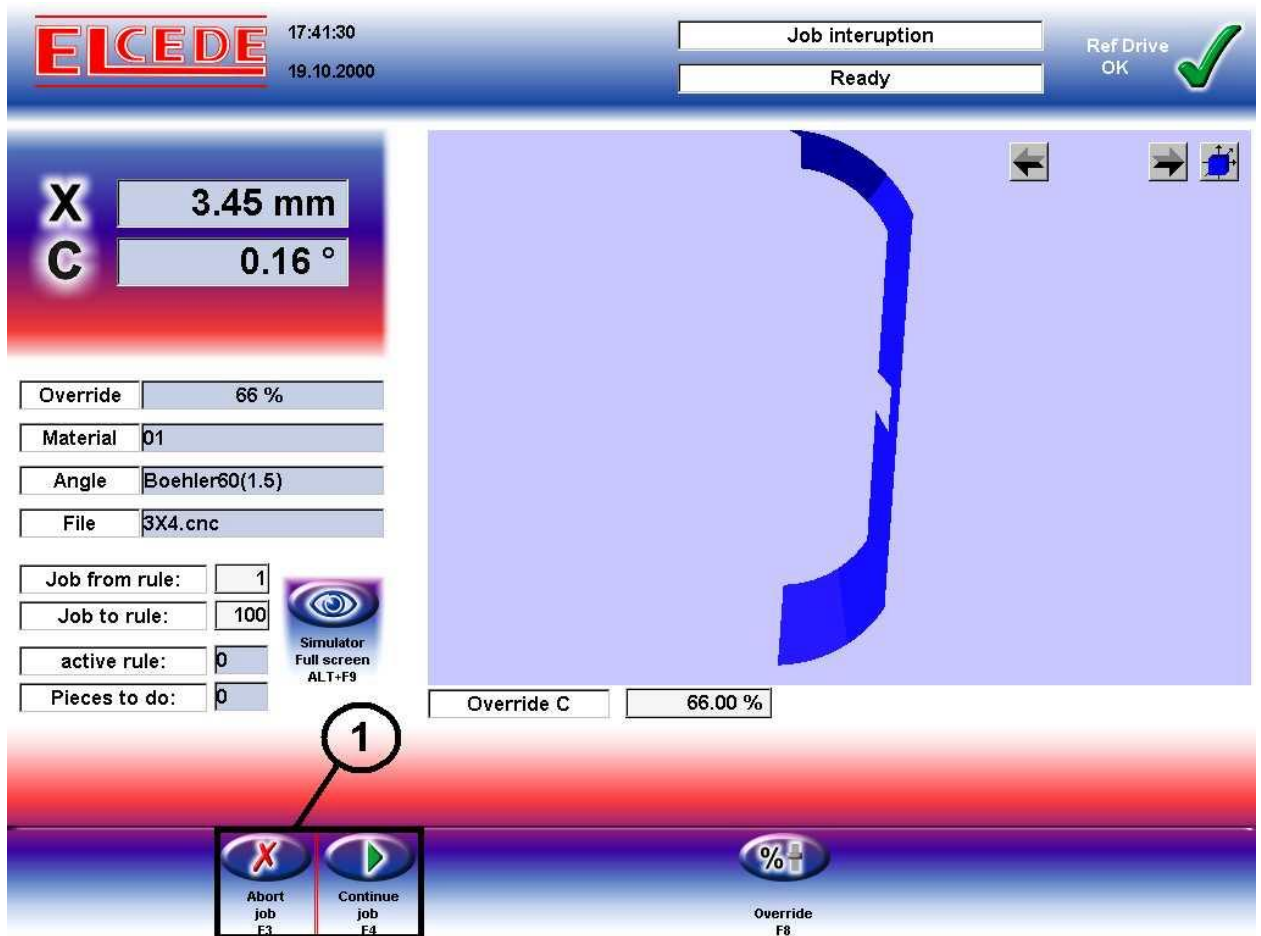 ELCEDE
17:41:30
19.10.2000
Job interuption
Ready
Ref Drive
OK
X 3.45 mm
C 0.16 °
Override 66 %
Material 01
Angle Boehler60(1.5)
File 3X4.cnc
Job from rule: 1
Job to rule: 100
active rule: 0
Pieces to do: 0
Simulator
Full screen
ALT+F9
Override C 66.00 %
1
Abort
job
F3
Continue
job
F4
%
Override
F8